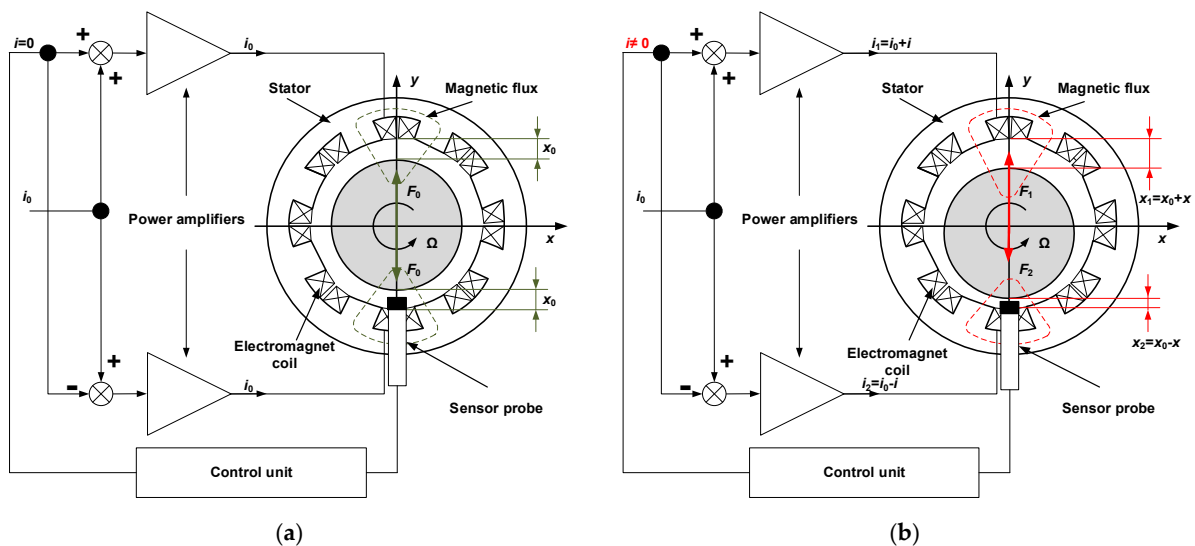 i=0
+
+
i₀
y
Stator
Magnetic flux
x₀
F₀
i₀
Power amplifiers
x
Ω
F₀
x₀
Electromagnet
coil
+
-
i₀
Sensor probe
Control unit
(a)
i≠ 0
+
+
i₁=i₀+i
y
Stator
Magnetic flux
F₁
x₁=x₀+x
i₀
Power amplifiers
x
Ω
F₂
x₂=x₀-x
Electromagnet
coil
+
-
i₂=i₀-i
Sensor probe
Control unit
(b)